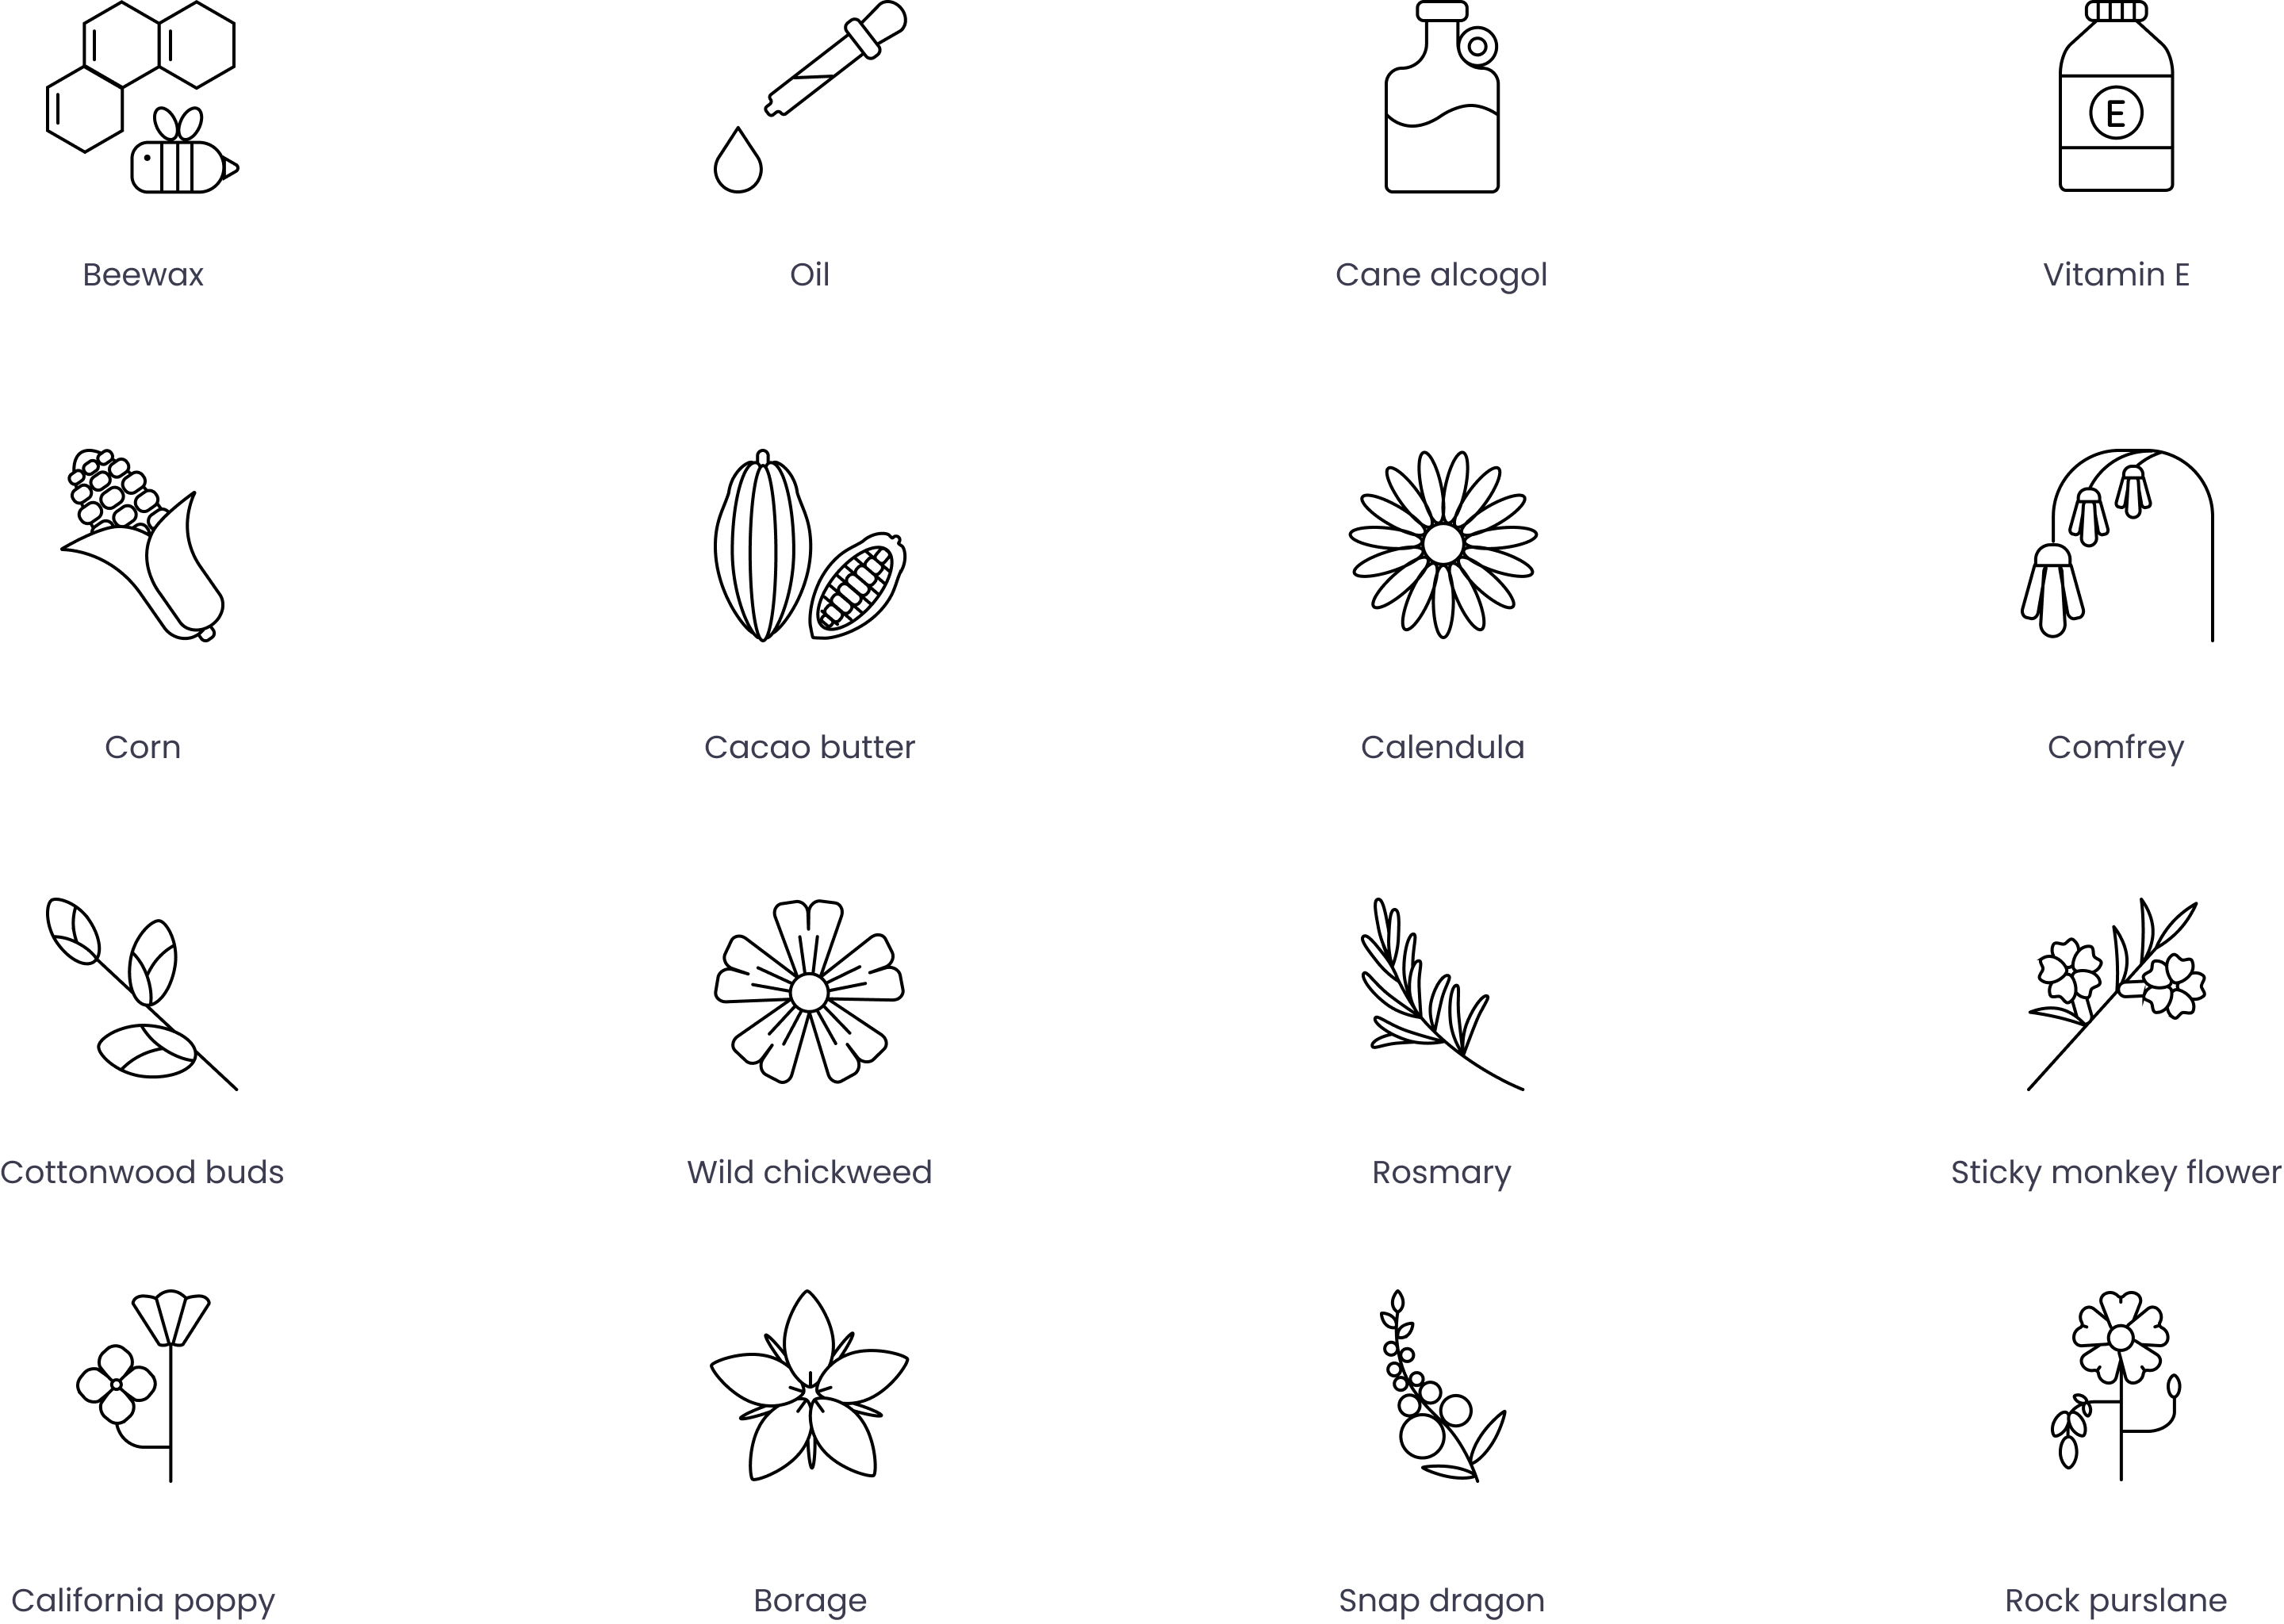 E
Beewax
Oil
Cane alcogol
Vitamin E
Corn
Cacao butter
Calendula
Comfrey
Cottonwood buds
Wild chickweed
Rosmary
Sticky monkey flower
California poppy
Borage
Snap dragon
Rock purslane